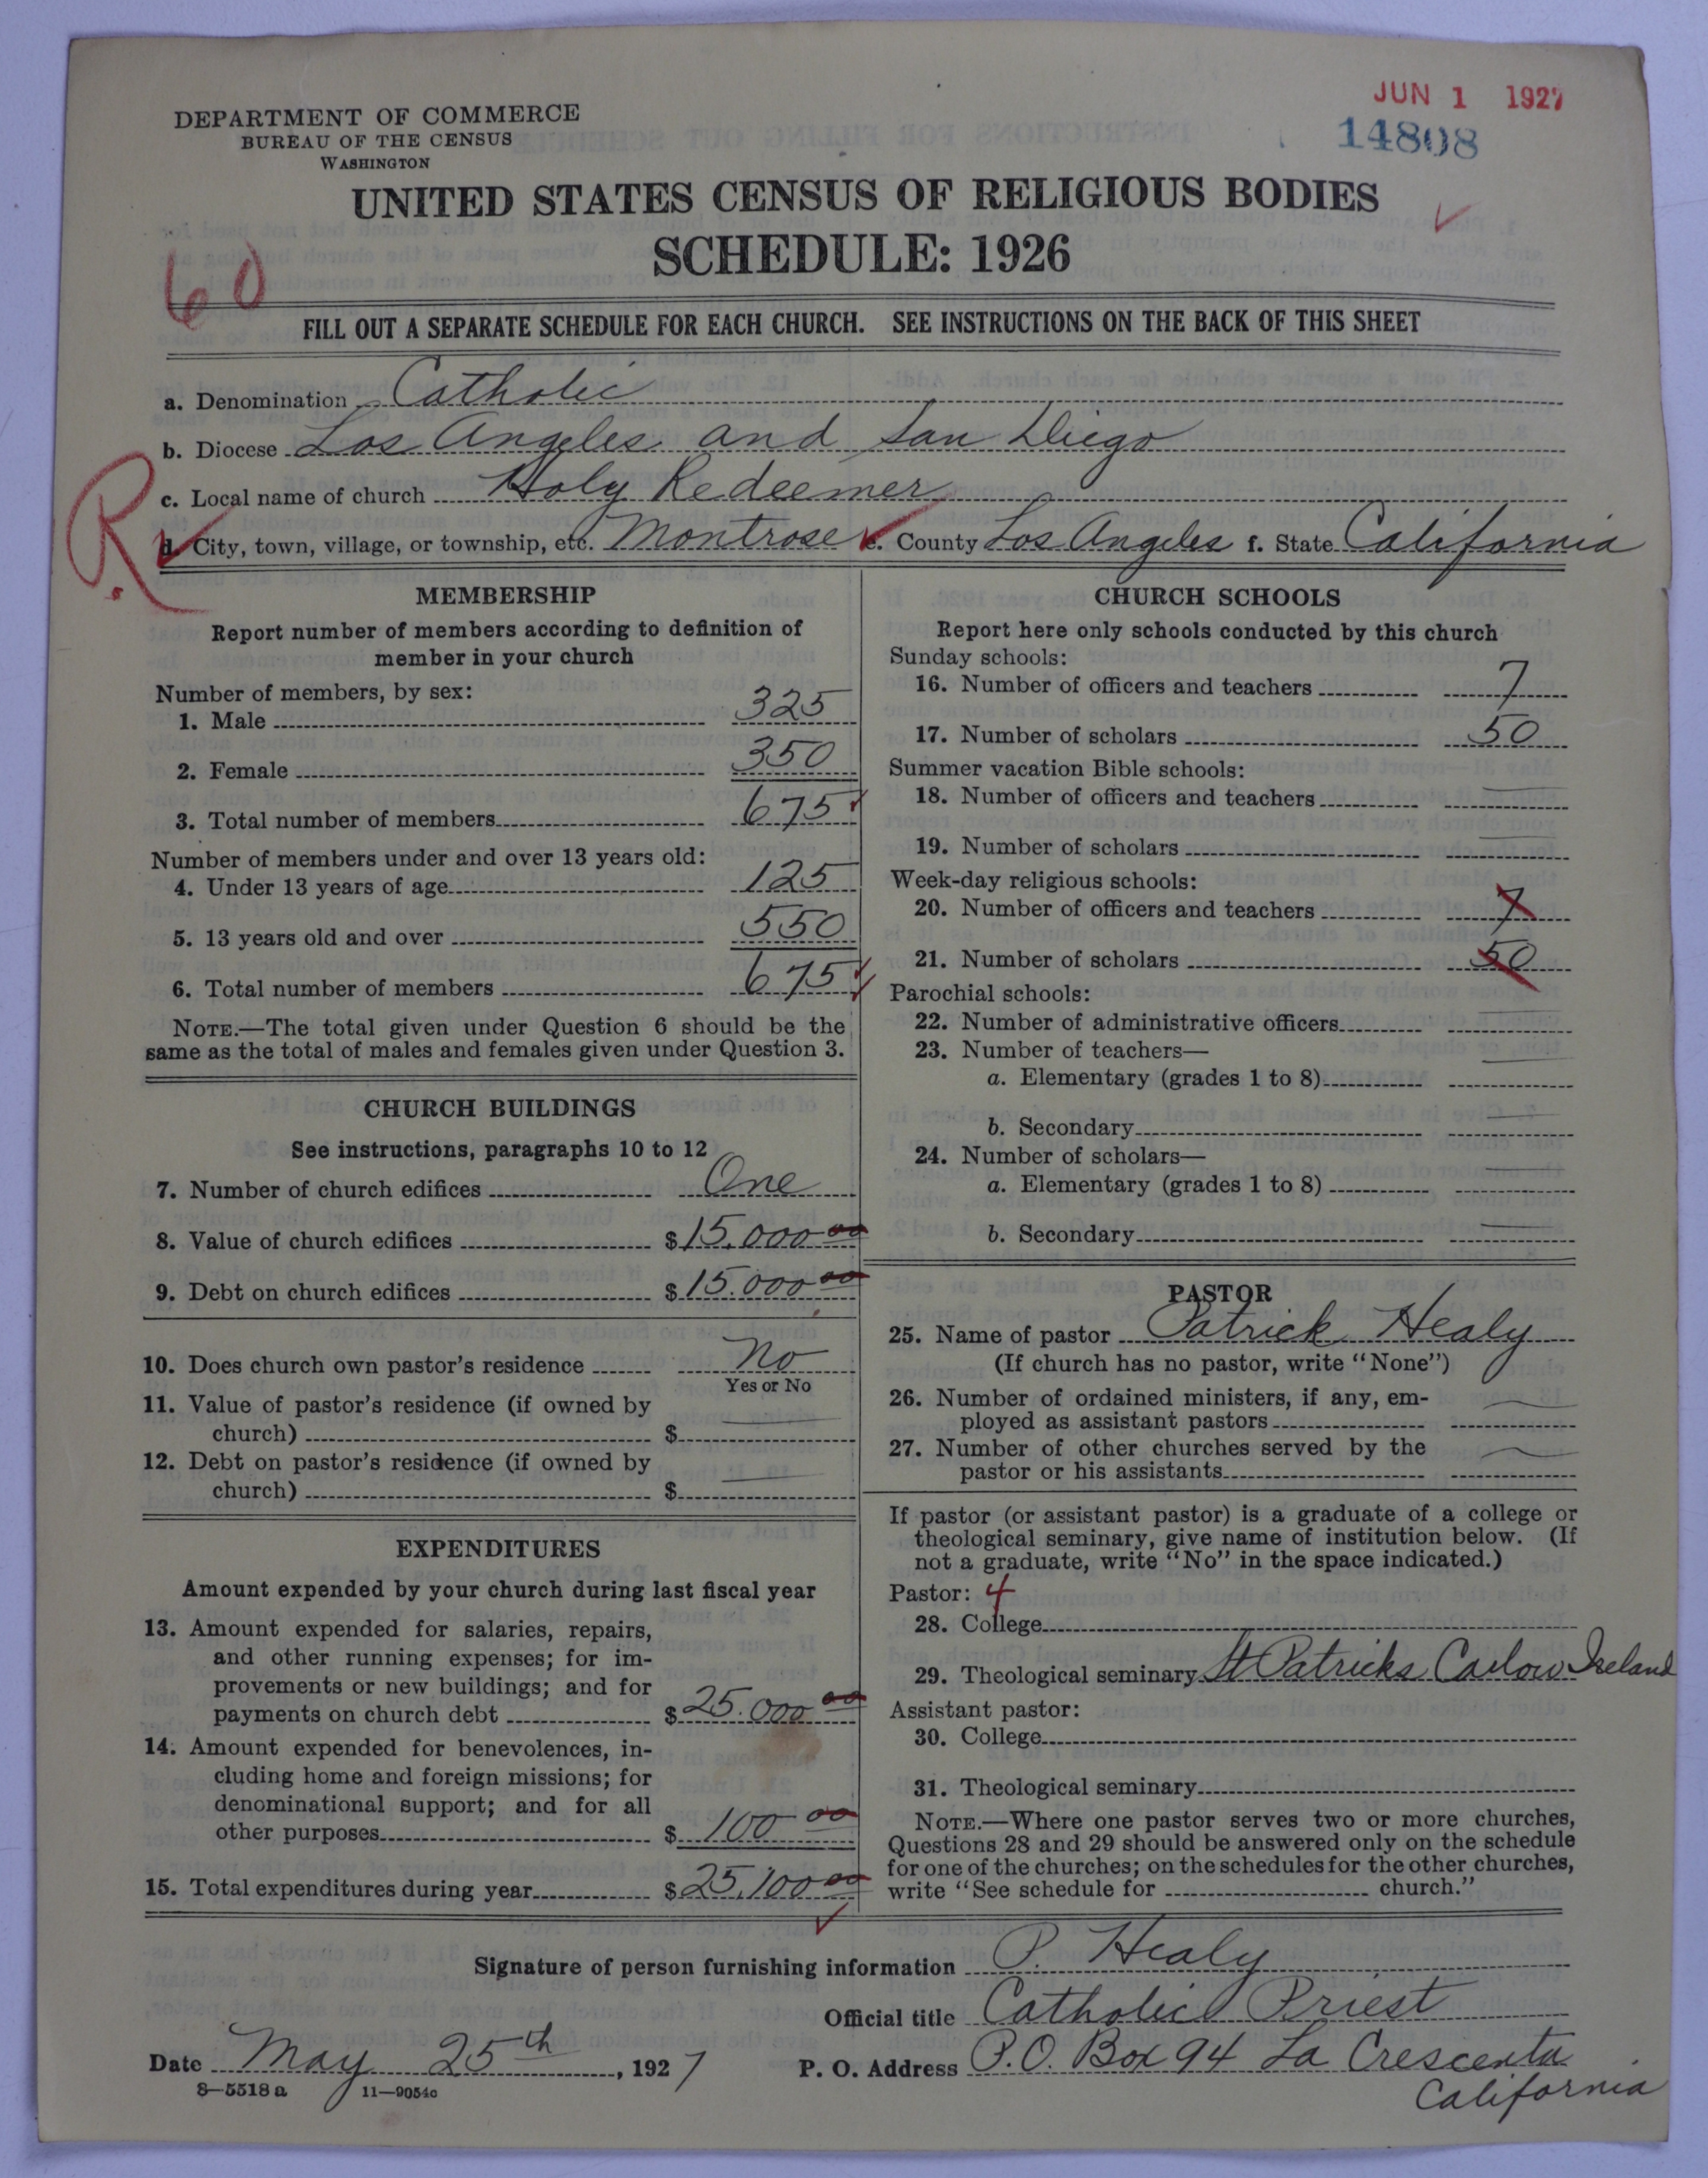 JUN 1 1927
14808
DEPARTMENT OF COMMERCE
BUREAU OF THE CENSUS
WASHINGTON
UNITED STATES CENSUS OF RELIGIOUS BODIES
SCHEDULE: 1926
60
FILL OUT A SEPARATE SCHEDULE FOR EACH CHURCH. SEE INSTRUCTIONS ON THE BACK OF THIS SHEET
a. Denomination Catholic
b. Diocese Los Angeles and San Diego
c. Local name of church Holy Redeemer
R.
d. City, town, village, or township, etc. Montrose e. County Los Angeles f. State California
MEMBERSHIP
Report number of members according to definition of
member in your church
Number of members, by sex:
1. Male 325
2. Female 350
3. Total number of members 675
Number of members under and over 13 years old:
4. Under 13 years of age 125
5. 13 years old and over 550
6. Total number of members 675
NOTE.—The total given under Question 6 should be the
same as the total of males and females given under Question 3.
CHURCH BUILDINGS
See instructions, paragraphs 10 to 12
7. Number of church edifices One
8. Value of church edifices $15,000 00
9. Debt on church edifices $15.000 00
10. Does church own pastor's residence No
Yes or No
11. Value of pastor's residence (if owned by
church) $
12. Debt on pastor's residence (if owned by
church) $
EXPENDITURES
Amount expended by your church during last fiscal year
13. Amount expended for salaries, repairs,
and other running expenses; for im-
provements or new buildings; and for
payments on church debt $25.000 00
14. Amount expended for benevolences, in-
cluding home and foreign missions; for
denominational support; and for all
other purposes $100 00
15. Total expenditures during year $25,100 00
CHURCH SCHOOLS
Report here only schools conducted by this church
Sunday schools:
16. Number of officers and teachers 7
17. Number of scholars 50
Summer vacation Bible schools:
18. Number of officers and teachers
19. Number of scholars
Week-day religious schools:
20. Number of officers and teachers 7
21. Number of scholars 50
Parochial schools:
22. Number of administrative officers
23. Number of teachers—
a. Elementary (grades 1 to 8)
b. Secondary
24. Number of scholars—
a. Elementary (grades 1 to 8)
b. Secondary
PASTOR
25. Name of pastor Patrick Healy
(If church has no pastor, write "None")
26. Number of ordained ministers, if any, em-
ployed as assistant pastors
27. Number of other churches served by the
pastor or his assistants
If pastor (or assistant pastor) is a graduate of a college or
theological seminary, give name of institution below. (If
not a graduate, write "No" in the space indicated.)
Pastor: 4
28. College
29. Theological seminary St Patricks Carlow Ireland
Assistant pastor:
30. College
31. Theological seminary
NOTE.—Where one pastor serves two or more churches,
Questions 28 and 29 should be answered only on the schedule
for one of the churches; on the schedules for the other churches,
write "See schedule for church."
Signature of person furnishing information P. Healy
Official title Catholic Priest
Date May 25th, 1927 P. O. Address P.O. Box 94 La Crescenta
California
8—5518 a 11—9054c